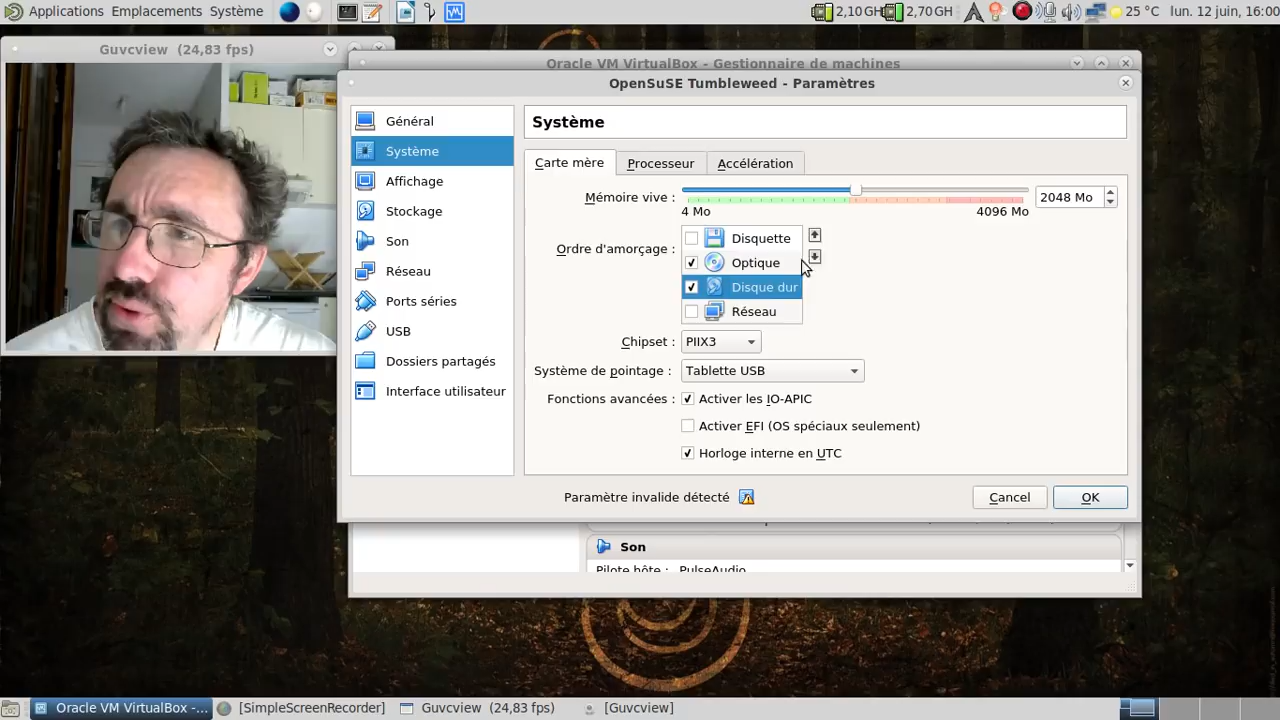 Applications Emplacements Système 2,10 GH 2,70 GH 25 °C lun. 12 juin, 16:00
Guvcview (24,83 fps)
Oracle VM VirtualBox - Gestionnaire de machines
OpenSuSE Tumbleweed - Paramètres
Général
Système
Affichage
Stockage
Son
Réseau
Ports séries
USB
Dossiers partagés
Interface utilisateur
Système
Carte mère Processeur Accélération
Mémoire vive : 2048 Mo
4 Mo 4096 Mo
Ordre d'amorçage :
Disquette
Optique
Disque dur
Réseau
Chipset : PIIX3
Système de pointage : Tablette USB
Fonctions avancées : Activer les IO-APIC
Activer EFI (OS spéciaux seulement)
Horloge interne en UTC
Paramètre invalide détecté Cancel OK
Son
Pilote hôte : PulseAudio
Oracle VM VirtualBox -... [SimpleScreenRecorder] Guvcview (24,83 fps) [Guvcview]